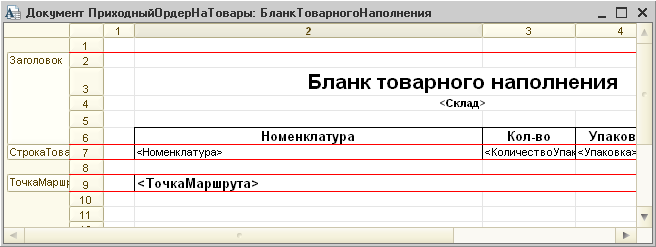 Документ ПриходныйОрдерНаТовары: БланкТоварногоНаполнения
1 2 3 4
1
Заголовок 2
3 Бланк товарного наполнения
4 <Склад>
5
6 Номенклатура Кол-во Упаков
СтрокаТова 7 <Номенклатура> <КоличествоУпак <Упаковка>
8
ТочкаМаршр 9 <ТочкаМаршрута>
10
11